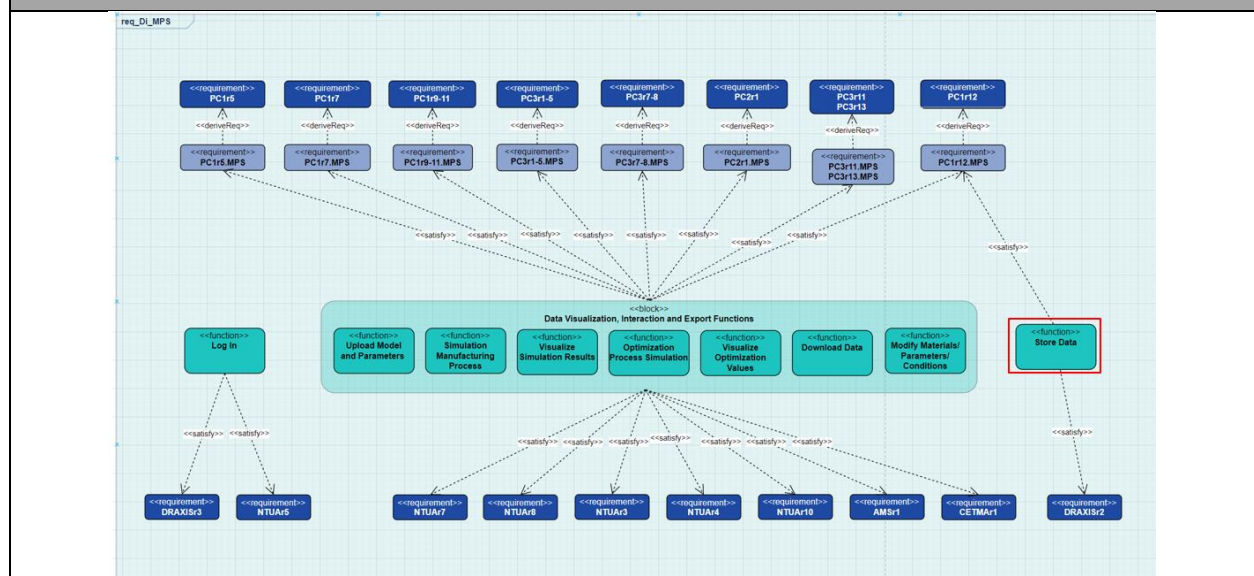 req_Di_MPS
<<requirement>>
PC1r5
<<requirement>>
PC1r7
<<requirement>>
PC1r9-11
<<requirement>>
PC3r1-5
<<requirement>>
PC3r7-8
<<requirement>>
PC2r1
<<requirement>>
PC3r11
PC3r13
<<requirement>>
PC1r12
<<deriveReq>>
<<deriveReq>>
<<deriveReq>>
<<deriveReq>>
<<deriveReq>>
<<deriveReq>>
<<deriveReq>>
<<deriveReq>>
<<requirement>>
PC1r5.MPS
<<requirement>>
PC1r7.MPS
<<requirement>>
PC1r9-11.MPS
<<requirement>>
PC3r1-5.MPS
<<requirement>>
PC3r7-8.MPS
<<requirement>>
PC2r1.MPS
<<requirement>>
PC3r11.MPS
PC3r13.MPS
<<requirement>>
PC1r12.MPS
<<satisfy>>
<<satisfy>>
<<satisfy>>
<<satisfy>>
<<satisfy>>
<<satisfy>>
<<satisfy>>
<<satisfy>>
<<satisfy>>
<<block>>
Data Visualization, Interaction and Export Functions
<<function>>
Log In
<<function>>
Upload Model
and Parameters
<<function>>
Simulation
Manufacturing
Process
<<function>>
Visualize
Simulation Results
<<function>>
Optimization
Process Simulation
<<function>>
Visualize
Optimization
Values
<<function>>
Download Data
<<function>>
Modify Materials/
Parameters/
Conditions
<<function>>
Store Data
<<satisfy>>
<<satisfy>>
<<satisfy>>
<<satisfy>>
<<satisfy>>
<<satisfy>>
<<satisfy>>
<<satisfy>>
<<satisfy>>
<<satisfy>>
<<requirement>>
DRAXISr3
<<requirement>>
NTUAr5
<<requirement>>
NTUAr7
<<requirement>>
NTUAr8
<<requirement>>
NTUAr3
<<requirement>>
NTUAr4
<<requirement>>
NTUAr10
<<requirement>>
AMSr1
<<requirement>>
CETMAr1
<<requirement>>
DRAXISr2